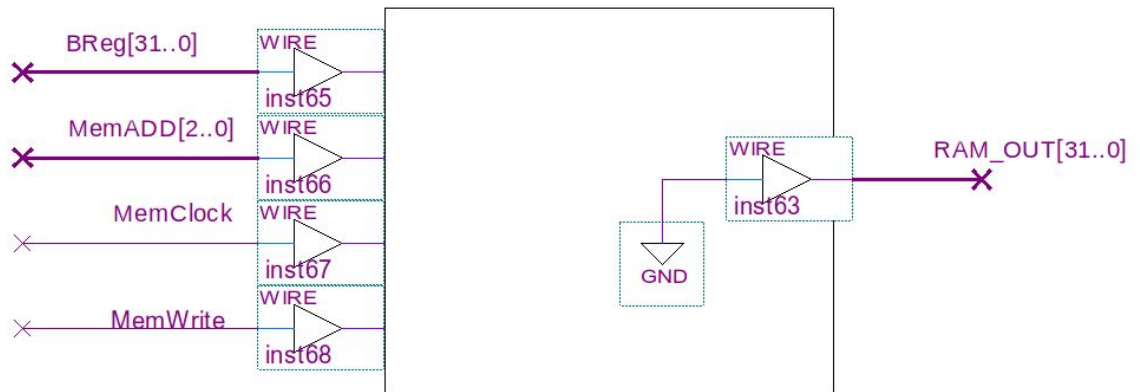 BReg[31..0]
WIRE
inst65
MemADD[2..0]
WIRE
inst66
MemClock
WIRE
inst67
MemWrite
WIRE
inst68
WIRE
inst63
RAM_OUT[31..0]
GND